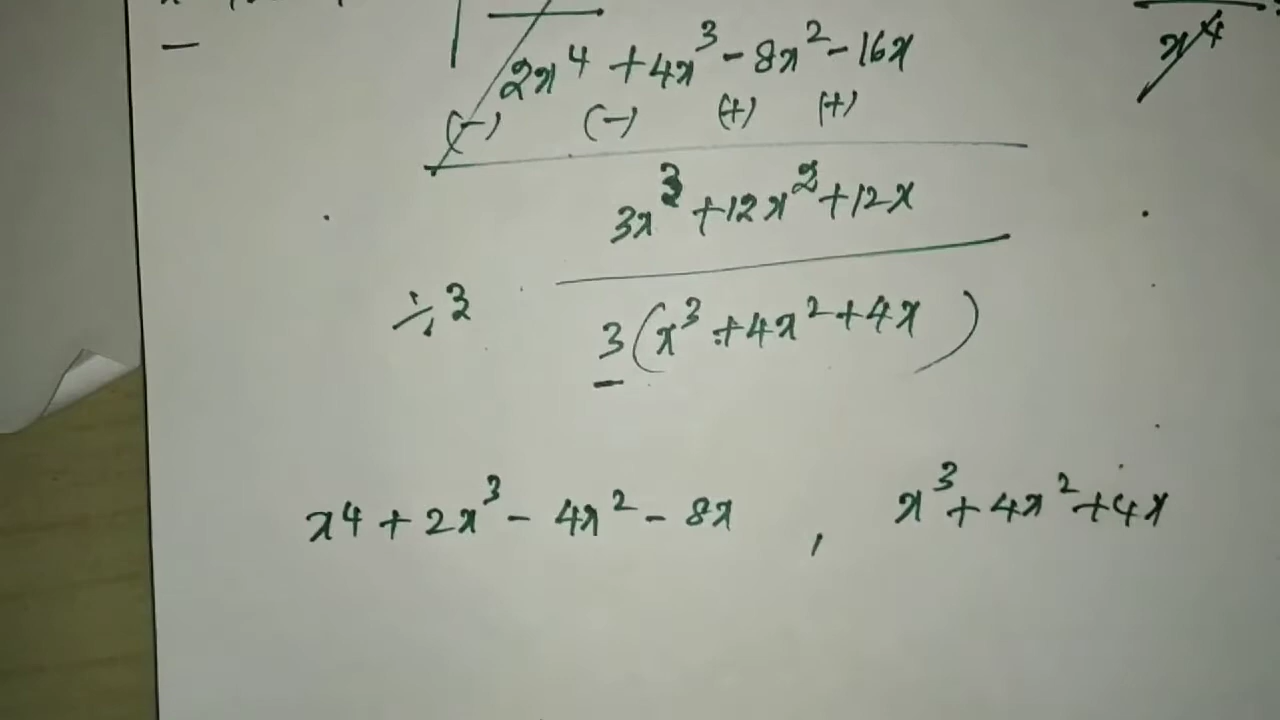 x⁴
2x⁴ + 4x³ - 8x² - 16x
(-) (-) (+) (+)
3x³ + 12x² + 12x
÷ 3
3(x³ + 4x² + 4x)
x⁴ + 2x³ - 4x² - 8x , x³ + 4x² + 4x